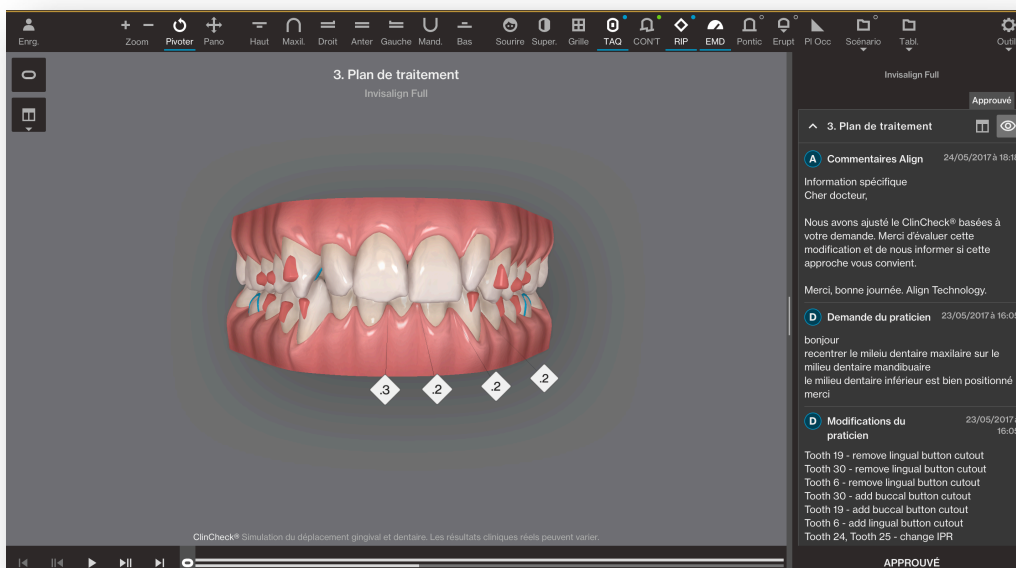 Enrg.
Zoom
Pivoter
Pano
Haut
Maxil.
Droit
Anter
Gauche
Mand.
Bas
Sourire
Super.
Grille
TAQ
CON'T
RIP
EMD
Pontic
Erupt
Pl Occ
Scénario
Tabl.
Outil
3. Plan de traitement
Invisalign Full
.3
.2
.2
.2
ClinCheck® Simulation du déplacement gingival et dentaire. Les résultats cliniques réels peuvent varier.
Invisalign Full
Approuvé
3. Plan de traitement
A Commentaires Align 24/05/2017 à 18:18
Information spécifique
Cher docteur,
Nous avons ajusté le ClinCheck® basées à
votre demande. Merci d'évaluer cette
modification et de nous informer si cette
approche vous convient.
Merci, bonne journée. Align Technology.
D Demande du praticien 23/05/2017 à 16:05
bonjour
recentrer le mileiu dentaire maxilaire sur le
milieu dentaire mandibuaire
le milieu dentaire inférieur est bien positionné
merci
D Modifications du 23/05/2017 à
praticien 16:05
Tooth 19 - remove lingual button cutout
Tooth 30 - remove lingual button cutout
Tooth 6 - remove lingual button cutout
Tooth 30 - add buccal button cutout
Tooth 19 - add buccal button cutout
Tooth 6 - add lingual button cutout
Tooth 24, Tooth 25 - change IPR
0
APPROUVÉ